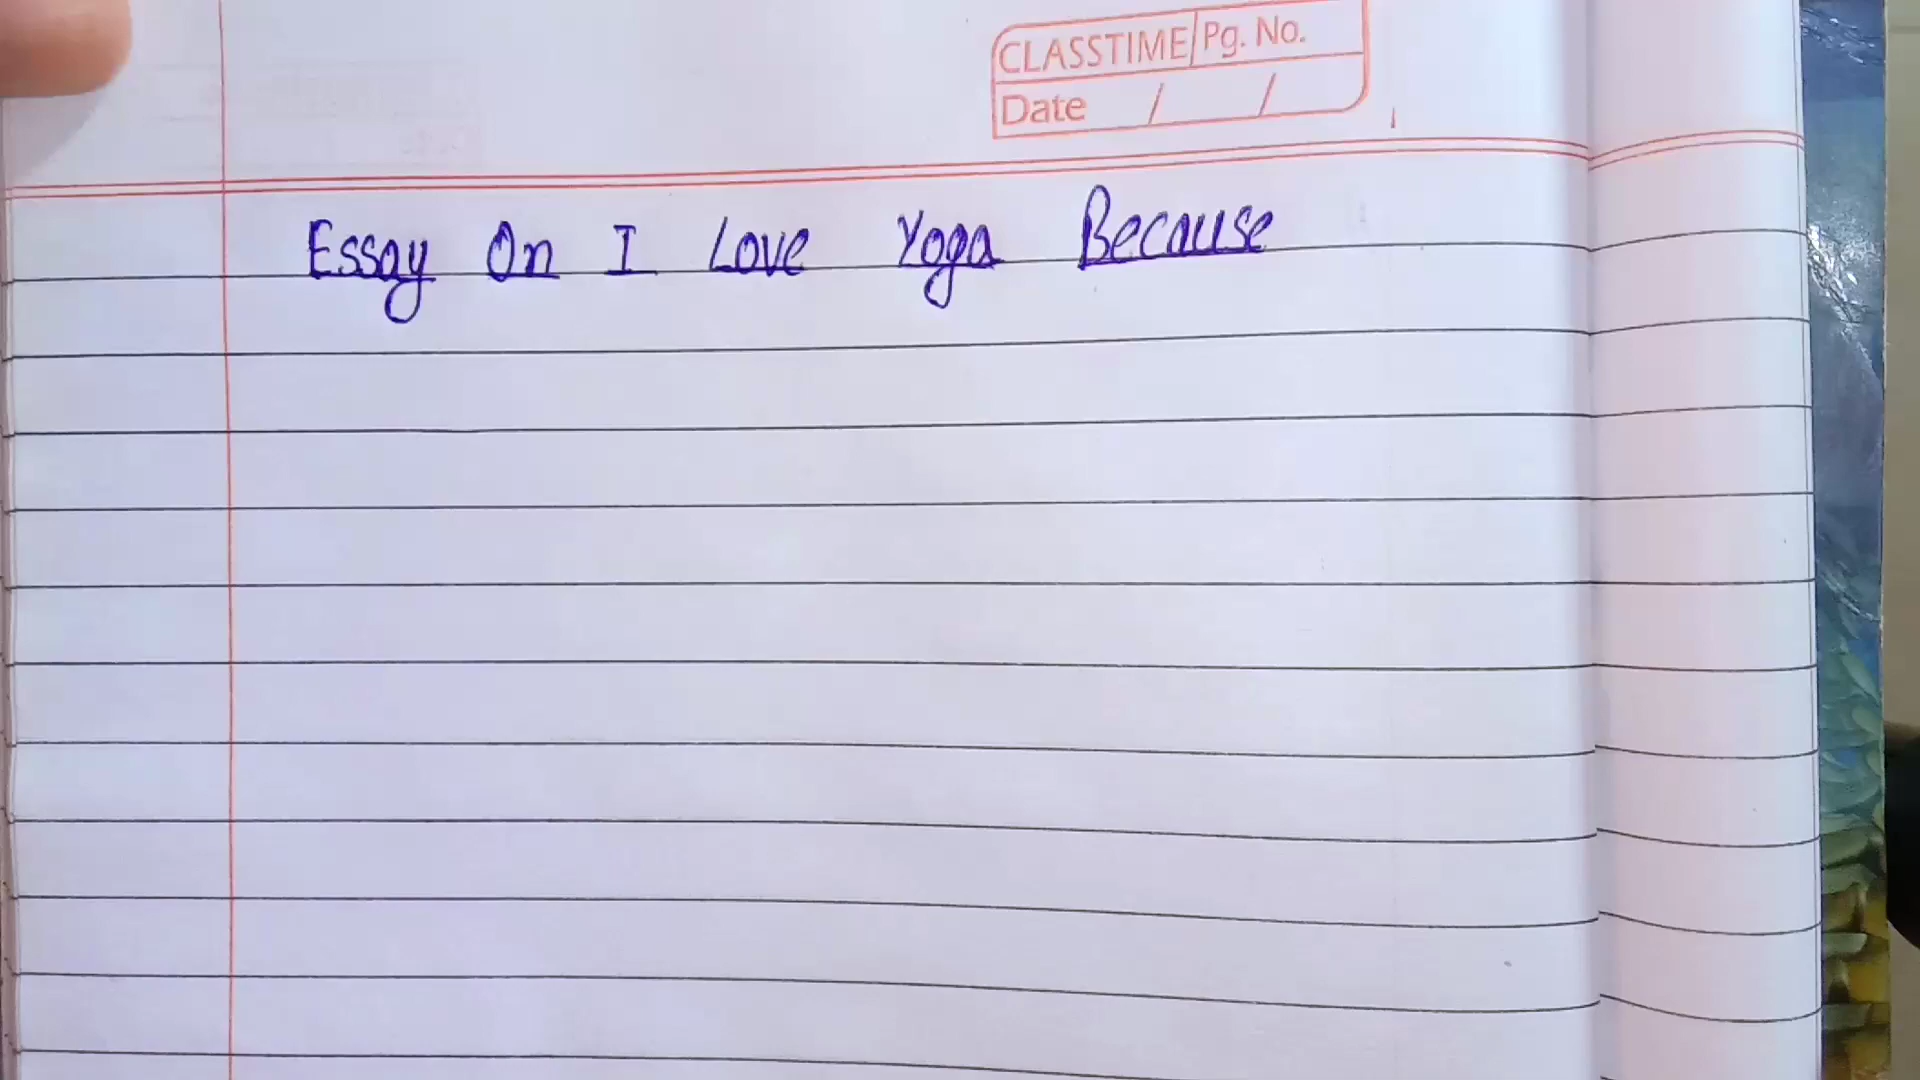 CLASSTIME Pg. No.
Date / /
Essay On I Love Yoga Because